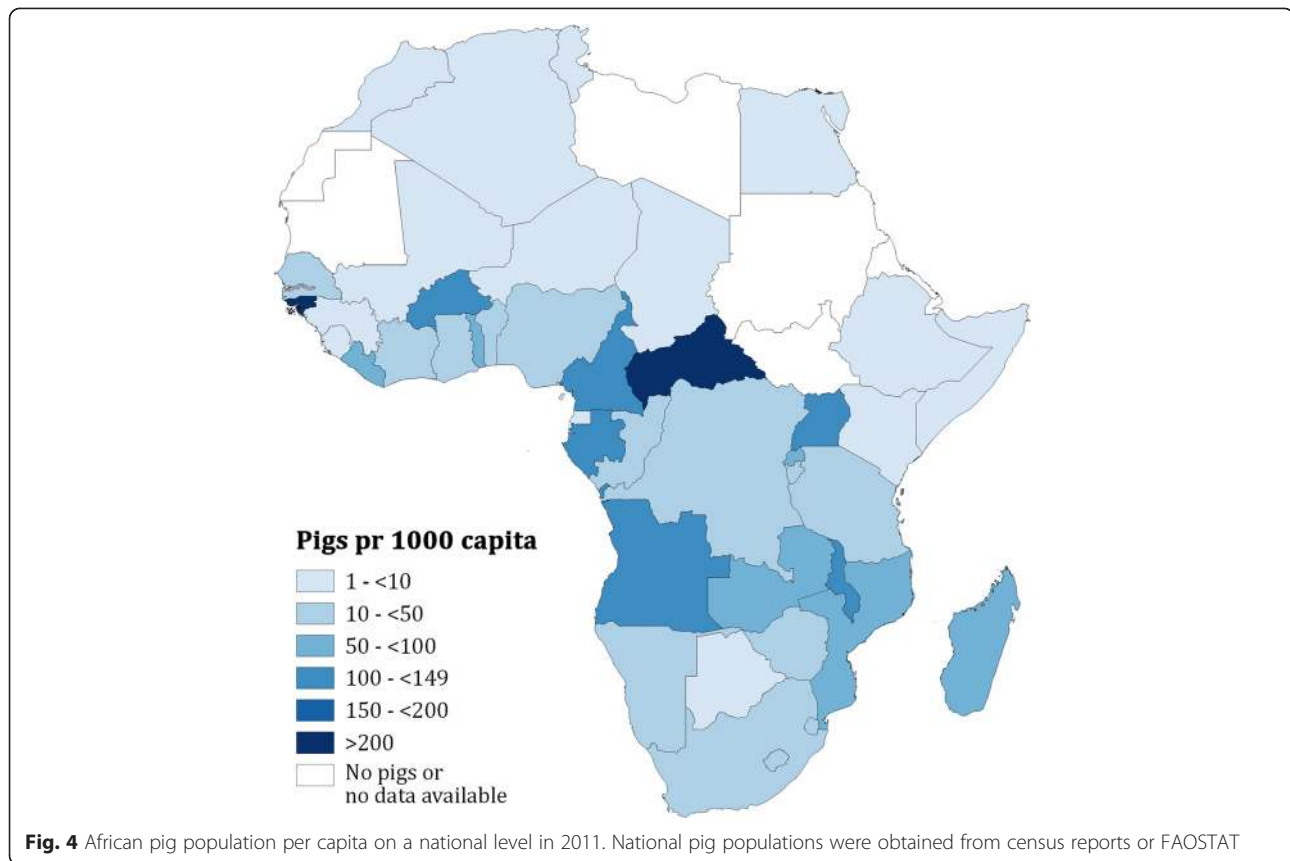 Pigs pr 1000 capita
1 - <10
10 - <50
50 - <100
100 - <149
150 - <200
>200
No pigs or
no data available
Fig. 4 African pig population per capita on a national level in 2011. National pig populations were obtained from census reports or FAOSTAT